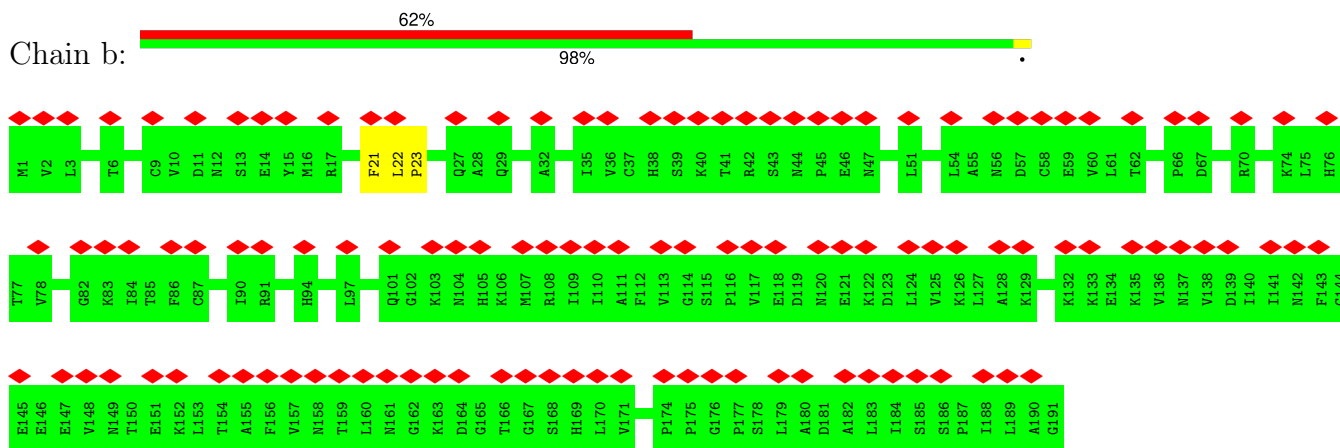 62%
Chain b:
98%
.
M1 V2 L3 T6 C9 V10 D11 N12 S13 E14 Y15 M16 R17 F21 L22 P23 Q27 A28 Q29 A32 I35 V36 C37 H38 S39 K40 T41 R42 S43 N44 P45 E46 N47 L51 L54 A55 N56 D57 C58 E59 V60 L61 T62 P66 D67 R70 K74 L75 H76
T77 V78 G82 K83 I84 T85 F86 C87 I90 R91 H94 L97 Q101 G102 K103 N104 H105 K106 M107 R108 I109 I110 A111 F112 V113 G114 S115 P116 V117 E118 D119 N120 E121 K122 D123 L124 V125 K126 L127 A128 K129 K132 K133 E134 K135 V136 N137 V138 D139 I140 I141 N142 F143 G144
E145 E146 E147 V148 N149 T150 E151 K152 L153 T154 A155 F156 V157 N158 T159 L160 N161 G162 K163 D164 G165 T166 G167 S168 H169 L170 V171 P174 P175 G176 P177 S178 L179 A180 D181 A182 L183 I184 S185 S186 P187 I188 L189 A190 G191